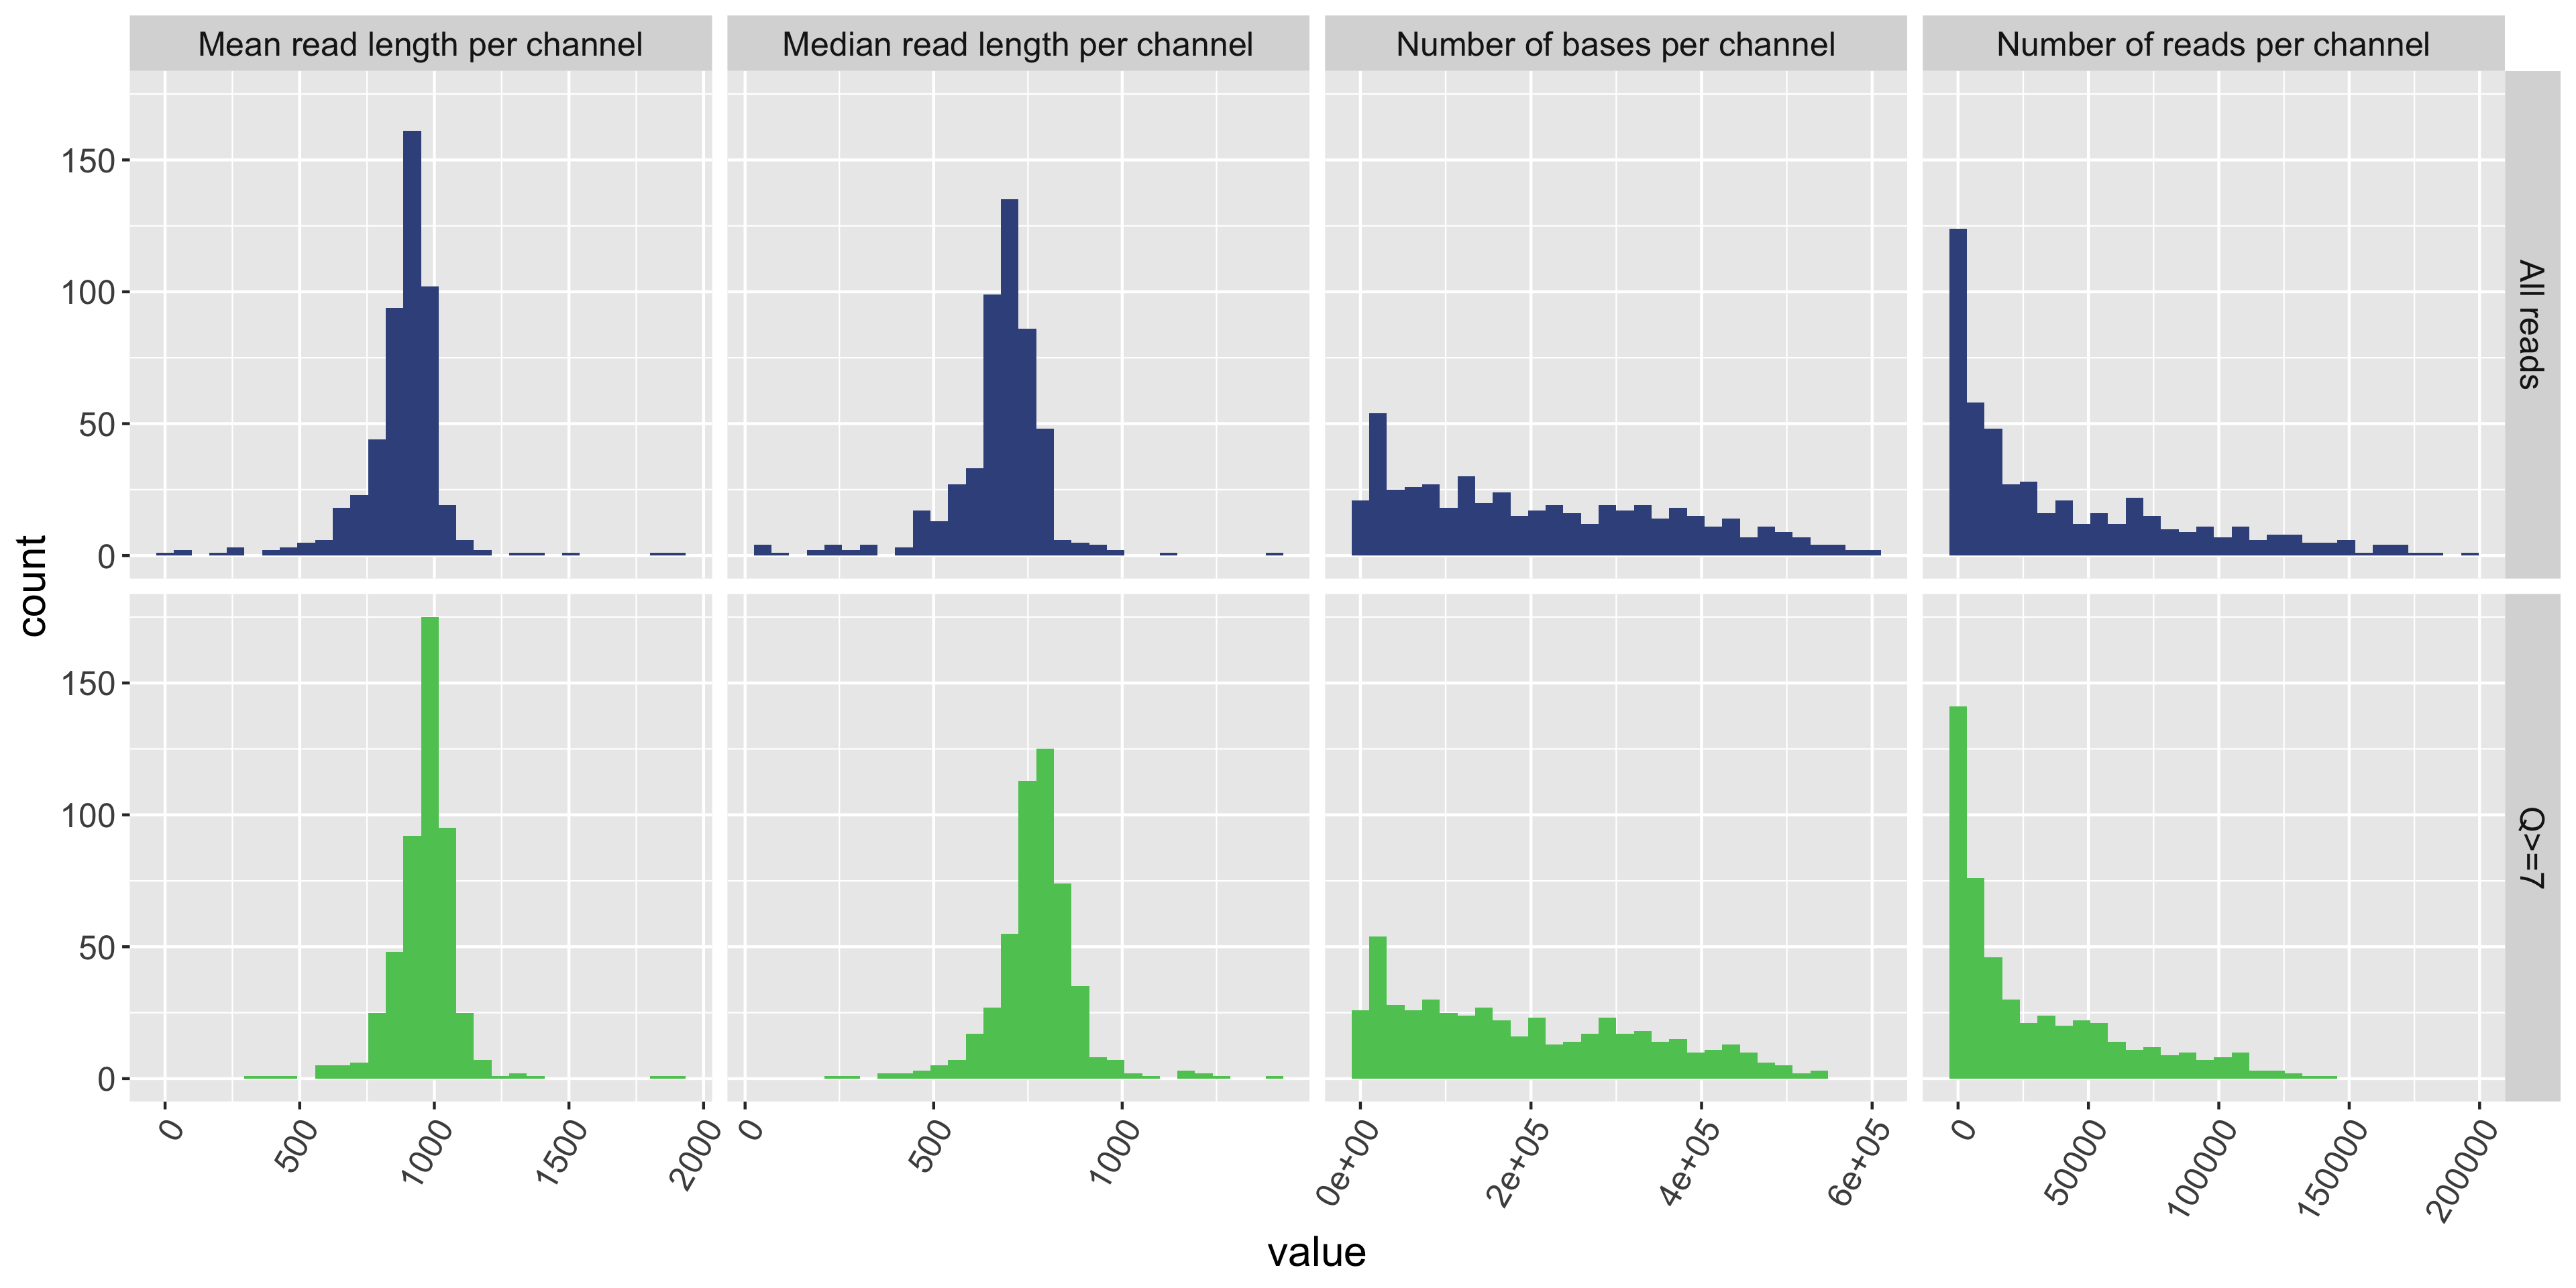 Mean read length per channel
Median read length per channel
Number of bases per channel
Number of reads per channel
All reads
Q>=7
count
150
100
50
0
150
100
50
0
0
500
1000
1500
2000
0
500
1000
0e+00
2e+05
4e+05
6e+05
0
50000
100000
150000
200000
value